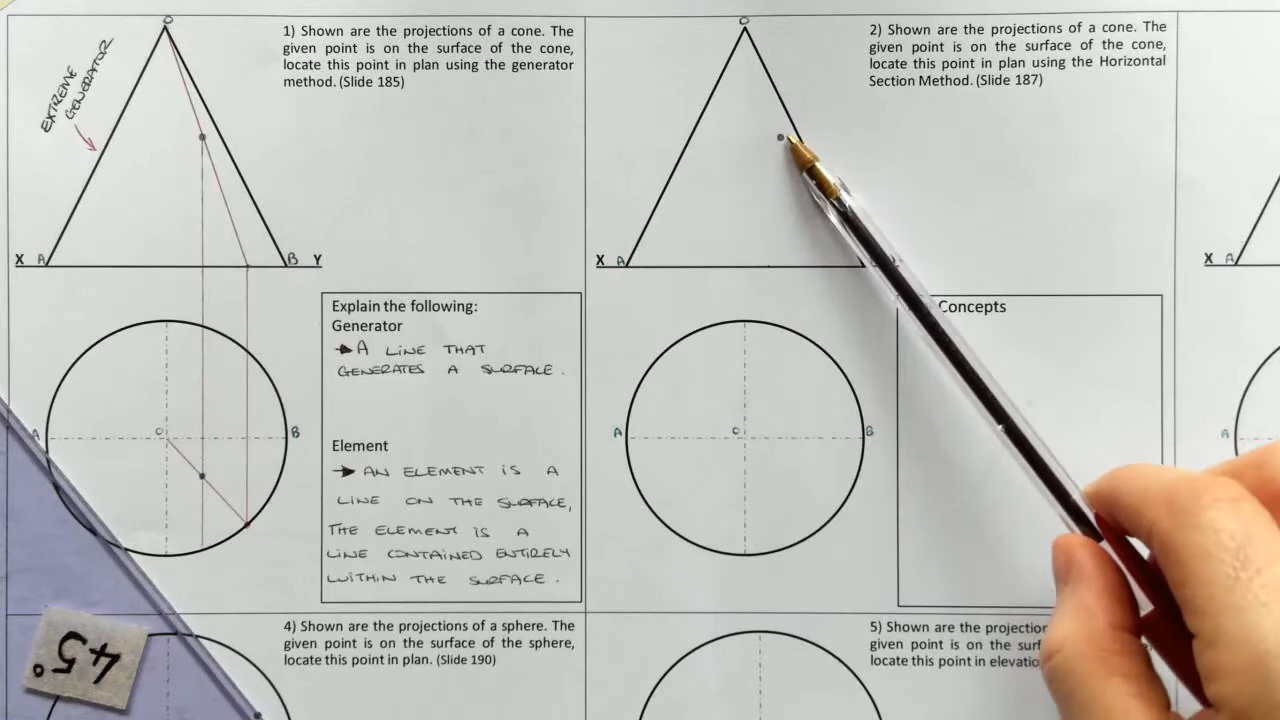 O
1) Shown are the projections of a cone. The
given point is on the surface of the cone,
locate this point in plan using the generator
method. (Slide 185)
EXTREME
GENERATOR
X A
B Y
Explain the following:
Generator
→ A LINE THAT
GENERATES A SURFACE.
Element
→ AN ELEMENT IS A
LINE ON THE SURFACE,
THE ELEMENT IS A
LINE CONTAINED ENTIRELY
WITHIN THE SURFACE.
A
O
B
O
2) Shown are the projections of a cone. The
given point is on the surface of the cone,
locate this point in plan using the Horizontal
Section Method. (Slide 187)
X A
Concepts
A
O
B
X A
A
45°
4) Shown are the projections of a sphere. The
given point is on the surface of the sphere,
locate this point in plan. (Slide 190)
5) Shown are the projection
given point is on the surf
locate this point in elevatio